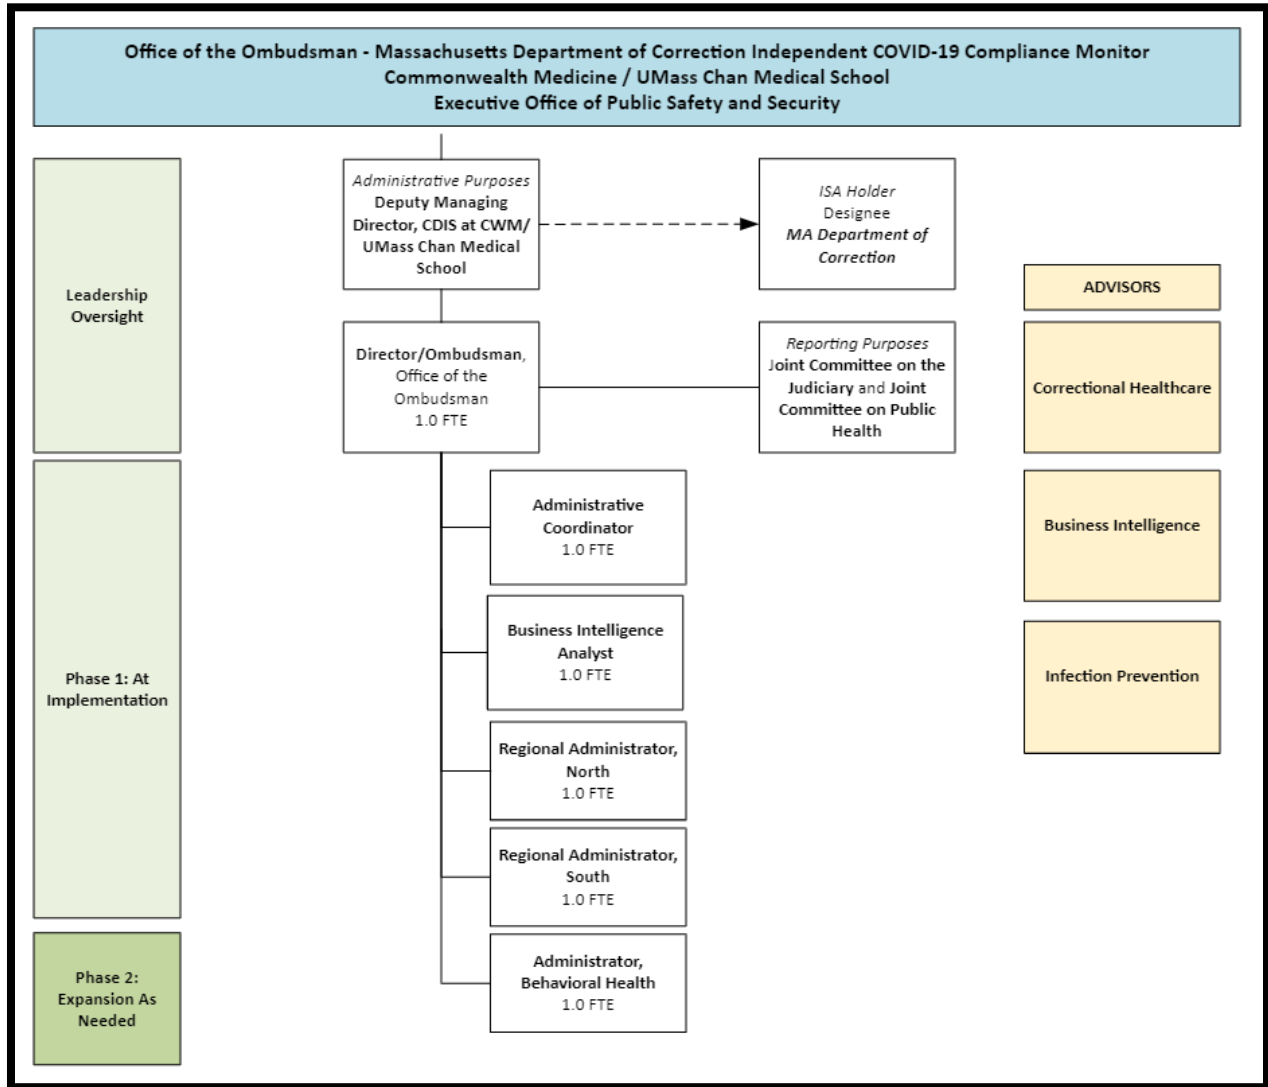 Office of the Ombudsman - Massachusetts Department of Correction Independent COVID-19 Compliance Monitor
Commonwealth Medicine / UMass Chan Medical School
Executive Office of Public Safety and Security
Leadership
Oversight
Administrative Purposes
Deputy Managing
Director, CDIS at CWM/
UMass Chan Medical
School
ISA Holder
Designee
MA Department of
Correction
ADVISORS
Director/Ombudsman,
Office of the
Ombudsman
1.0 FTE
Reporting Purposes
Joint Committee on the
Judiciary and Joint
Committee on Public
Health
Correctional Healthcare
Phase 1: At
Implementation
Administrative
Coordinator
1.0 FTE
Business Intelligence
Business Intelligence
Analyst
1.0 FTE
Infection Prevention
Regional Administrator,
North
1.0 FTE
Regional Administrator,
South
1.0 FTE
Phase 2:
Expansion As
Needed
Administrator,
Behavioral Health
1.0 FTE